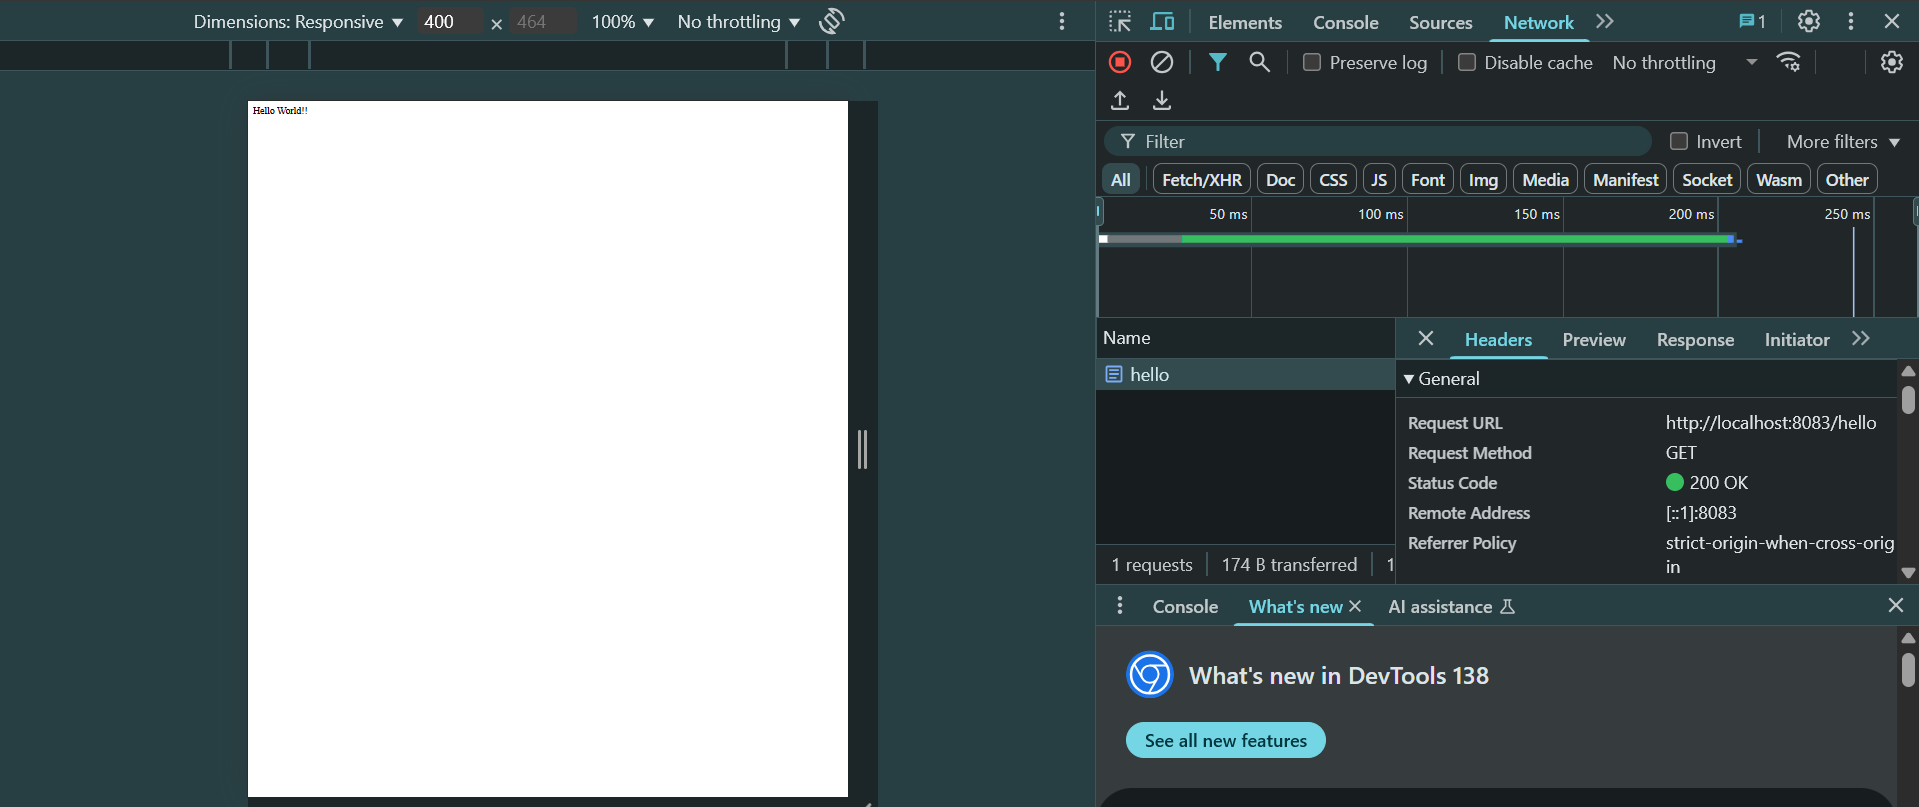 Dimensions: Responsive ▼ 400 × 464 100% ▼ No throttling ▼
Hello World!!
Elements Console Sources Network 1
Preserve log Disable cache No throttling
Filter Invert More filters ▼
All Fetch/XHR Doc CSS JS Font Img Media Manifest Socket Wasm Other
50 ms 100 ms 150 ms 200 ms 250 ms
Name
hello
1 requests 174 B transferred 1
Headers Preview Response Initiator
▼ General
Request URL http://localhost:8083/hello
Request Method GET
Status Code 200 OK
Remote Address [::1]:8083
Referrer Policy strict-origin-when-cross-orig
in
Console What's new AI assistance
What's new in DevTools 138
See all new features